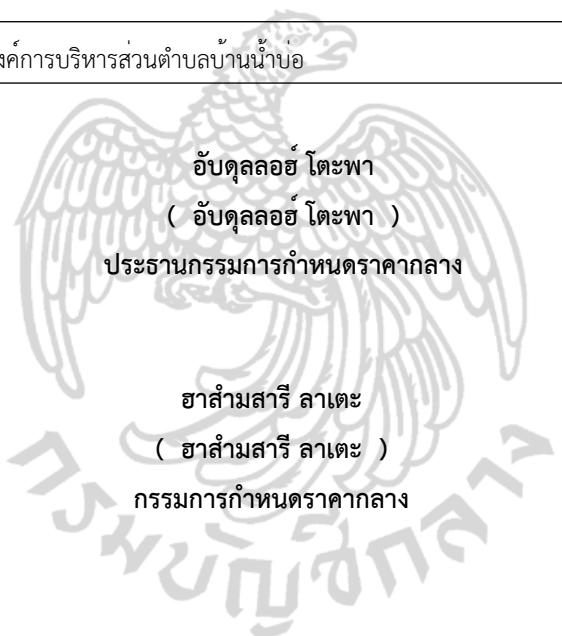 งค์การบริหารส่วนตำบลบ้านน้ำบ่อ
อับดุลลอฮ์ โตะพา
( อับดุลลอฮ์ โตะพา )
ประธานกรรมการกำหนดราคากลาง
ฮาสำมสารี ลาเตะ
( ฮาสำมสารี ลาเตะ )
กรรมการกำหนดราคากลาง
กรมบัญชีกลาง